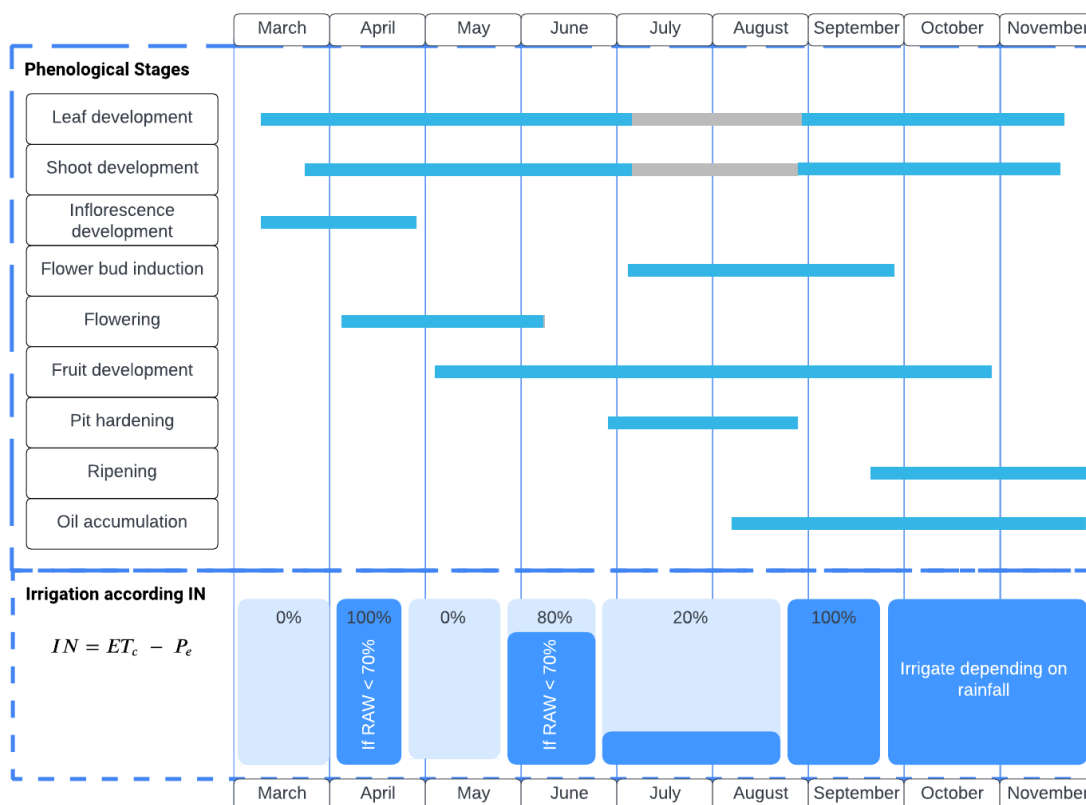 March
April
May
June
July
August
September
October
November
Phenological Stages
Leaf development
Shoot development
Inflorescence
development
Flower bud induction
Flowering
Fruit development
Pit hardening
Ripening
Oil accumulation
Irrigation according IN
IN = ETc − Pe
0%
100%
If RAW < 70%
0%
80%
If RAW < 70%
20%
100%
Irrigate depending on
rainfall
March
April
May
June
July
August
September
October
November